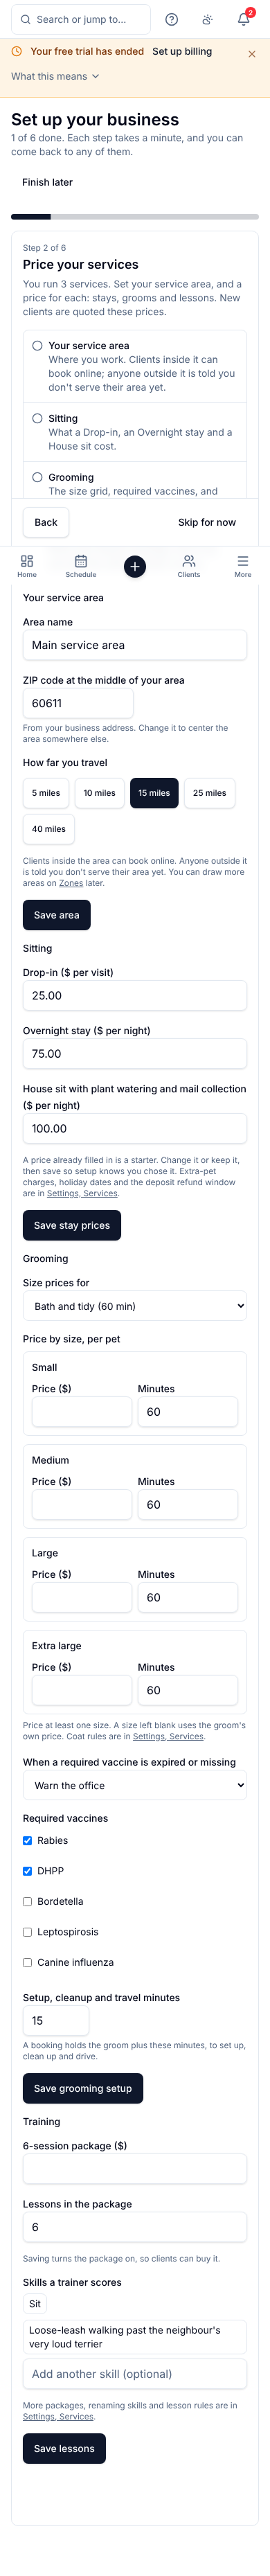 Search or jump to...
2
Your free trial has ended Set up billing
What this means
Set up your business
1 of 6 done. Each step takes a minute, and you can
come back to any of them.
Finish later
Step 2 of 6
Price your services
You run 3 services. Set your service area, and a
price for each: stays, grooms and lessons. New
clients are quoted these prices.
Your service area
Where you work. Clients inside it can
book online; anyone outside it is told you
don't serve their area yet.
Sitting
What a Drop-in, an Overnight stay and a
House sit cost.
Grooming
The size grid, required vaccines, and
Back Skip for now
Home Schedule Clients More
Your service area
Area name
Main service area
ZIP code at the middle of your area
60611
From your business address. Change it to center the
area somewhere else.
How far you travel
5 miles 10 miles 15 miles 25 miles
40 miles
Clients inside the area can book online. Anyone outside it
is told you don't serve their area yet. You can draw more
areas on Zones later.
Save area
Sitting
Drop-in ($ per visit)
25.00
Overnight stay ($ per night)
75.00
House sit with plant watering and mail collection
($ per night)
100.00
A price already filled in is a starter. Change it or keep it,
then save so setup knows you chose it. Extra-pet
charges, holiday dates and the deposit refund window
are in Settings, Services.
Save stay prices
Grooming
Size prices for
Bath and tidy (60 min)
Price by size, per pet
Small
Price ($) Minutes
60
Medium
Price ($) Minutes
60
Large
Price ($) Minutes
60
Extra large
Price ($) Minutes
60
Price at least one size. A size left blank uses the groom's
own price. Coat rules are in Settings, Services.
When a required vaccine is expired or missing
Warn the office
Required vaccines
Rabies
DHPP
Bordetella
Leptospirosis
Canine influenza
Setup, cleanup and travel minutes
15
A booking holds the groom plus these minutes, to set up,
clean up and drive.
Save grooming setup
Training
6-session package ($)
Lessons in the package
6
Saving turns the package on, so clients can buy it.
Skills a trainer scores
Sit
Loose-leash walking past the neighbour's
very loud terrier
Add another skill (optional)
More packages, renaming skills and lesson rules are in
Settings, Services.
Save lessons